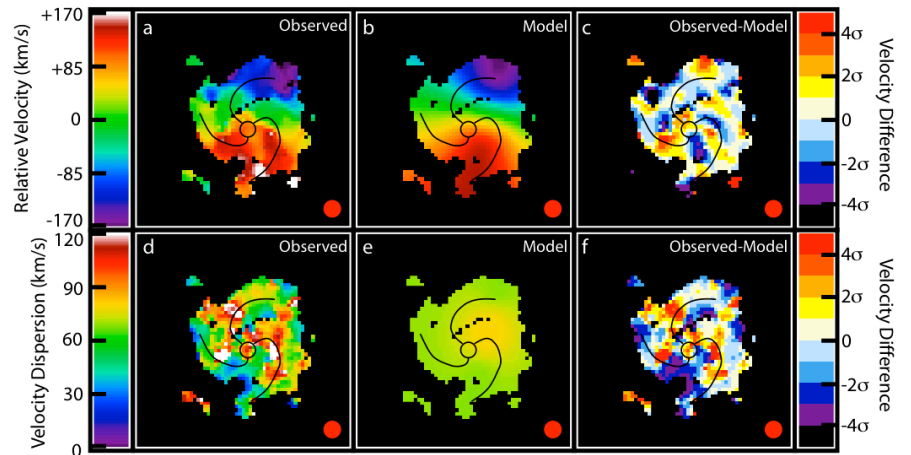 +170
+85
0
-85
-170
Relative Velocity (km/s)
a
Observed
b
Model
c
Observed-Model
4σ
2σ
0
-2σ
-4σ
Velocity Difference
120
90
60
30
0
Velocity Dispersion (km/s)
d
Observed
e
Model
f
Observed-Model
4σ
2σ
0
-2σ
-4σ
Velocity Difference